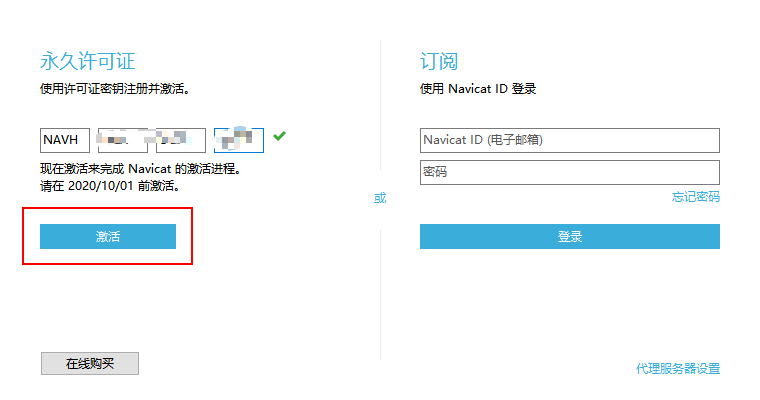 永久许可证
使用许可证密钥注册并激活。
NAVH
现在激活来完成 Navicat 的激活进程。
请在 2020/10/01 前激活。
激活
在线购买
或
订阅
使用 Navicat ID 登录
Navicat ID (电子邮箱)
密码
忘记密码
登录
代理服务器设置